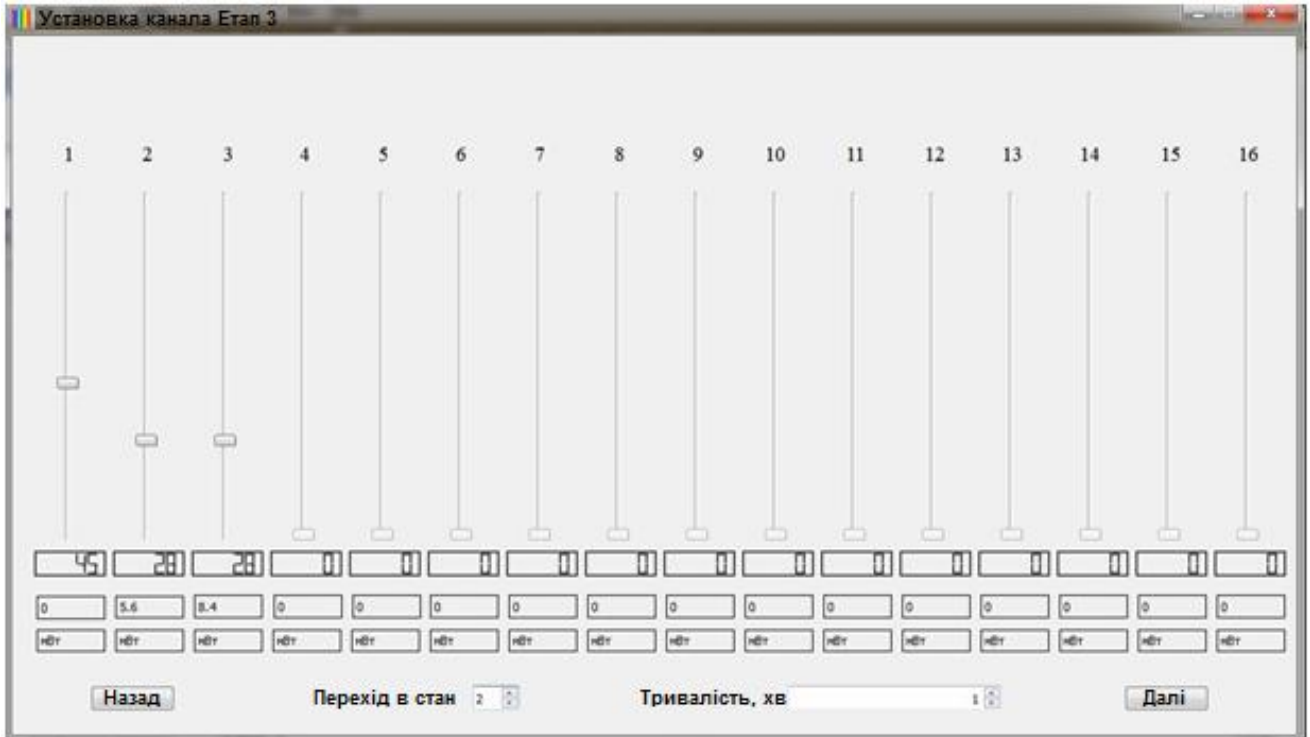 Установка канала Етап 3
1 2 3 4 5 6 7 8 9 10 11 12 13 14 15 16
45 28 28 0 0 0 0 0 0 0 0 0 0 0 0 0
0 5.6 8.4 0 0 0 0 0 0 0 0 0 0 0 0 0
мВт мВт мВт мВт мВт мВт мВт мВт мВт мВт мВт мВт мВт мВт мВт мВт
Назад Перехід в стан 2 Тривалість, хв 1 Далі